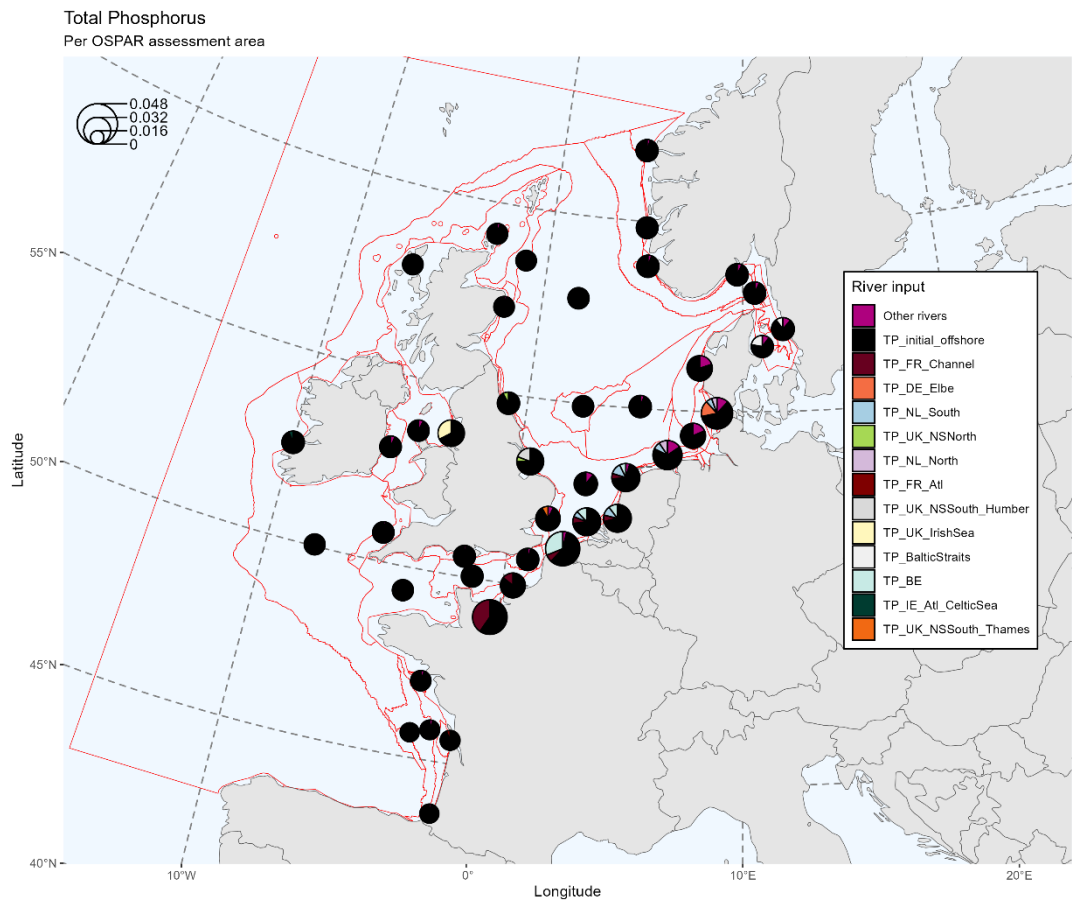 Total Phosphorus
Per OSPAR assessment area
0.048
0.032
0.016
0
55°N
50°N
45°N
40°N
Latitude
River input
Other rivers
TP_initial_offshore
TP_FR_Channel
TP_DE_Elbe
TP_NL_South
TP_UK_NSNorth
TP_NL_North
TP_FR_Atl
TP_UK_NSSouth_Humber
TP_UK_IrishSea
TP_BalticStraits
TP_BE
TP_IE_Atl_CelticSea
TP_UK_NSSouth_Thames
10°W
0°
10°E
20°E
Longitude